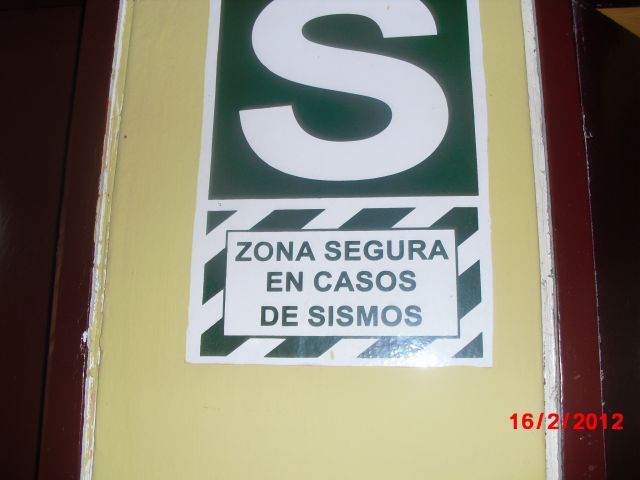 S
ZONA SEGURA
EN CASOS
DE SISMOS
16/2/2012